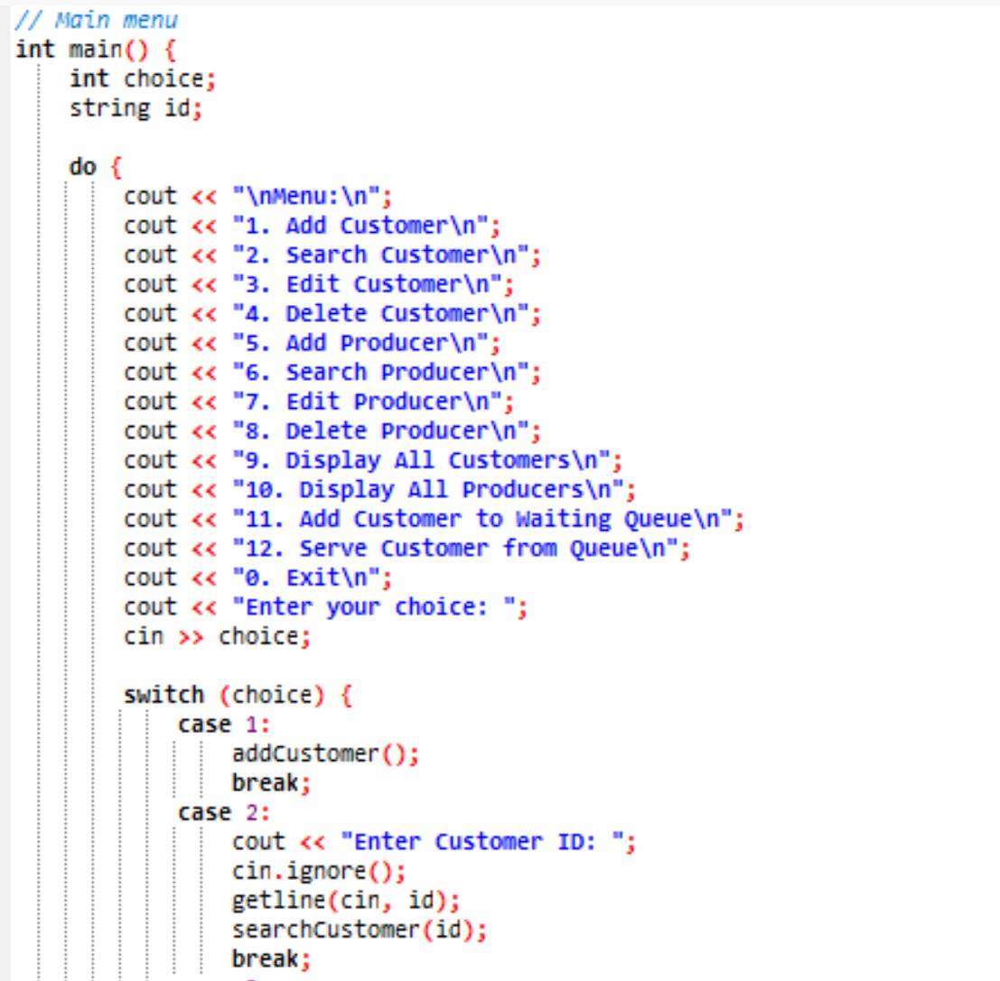 // Main menu
int main() {
    int choice;
    string id;

    do {
        cout << "\nMenu:\n";
        cout << "1. Add Customer\n";
        cout << "2. Search Customer\n";
        cout << "3. Edit Customer\n";
        cout << "4. Delete Customer\n";
        cout << "5. Add Producer\n";
        cout << "6. Search Producer\n";
        cout << "7. Edit Producer\n";
        cout << "8. Delete Producer\n";
        cout << "9. Display All Customers\n";
        cout << "10. Display All Producers\n";
        cout << "11. Add Customer to Waiting Queue\n";
        cout << "12. Serve Customer from Queue\n";
        cout << "0. Exit\n";
        cout << "Enter your choice: ";
        cin >> choice;

        switch (choice) {
            case 1:
                addCustomer();
                break;
            case 2:
                cout << "Enter Customer ID: ";
                cin.ignore();
                getline(cin, id);
                searchCustomer(id);
                break;